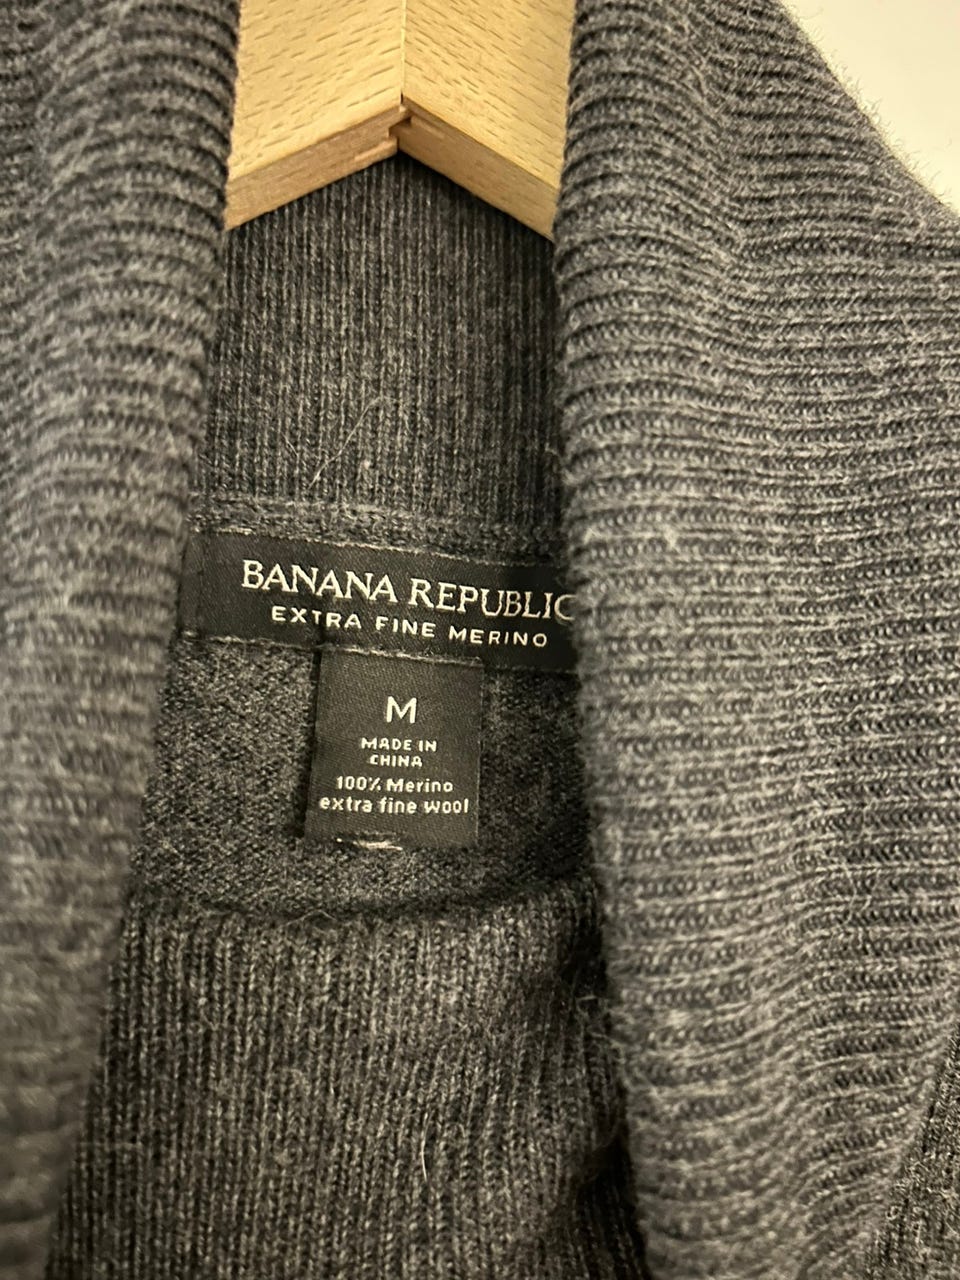 BANANA REPUBLIC
EXTRA FINE MERINO
M
MADE IN
CHINA
100% Merino
extra fine wool